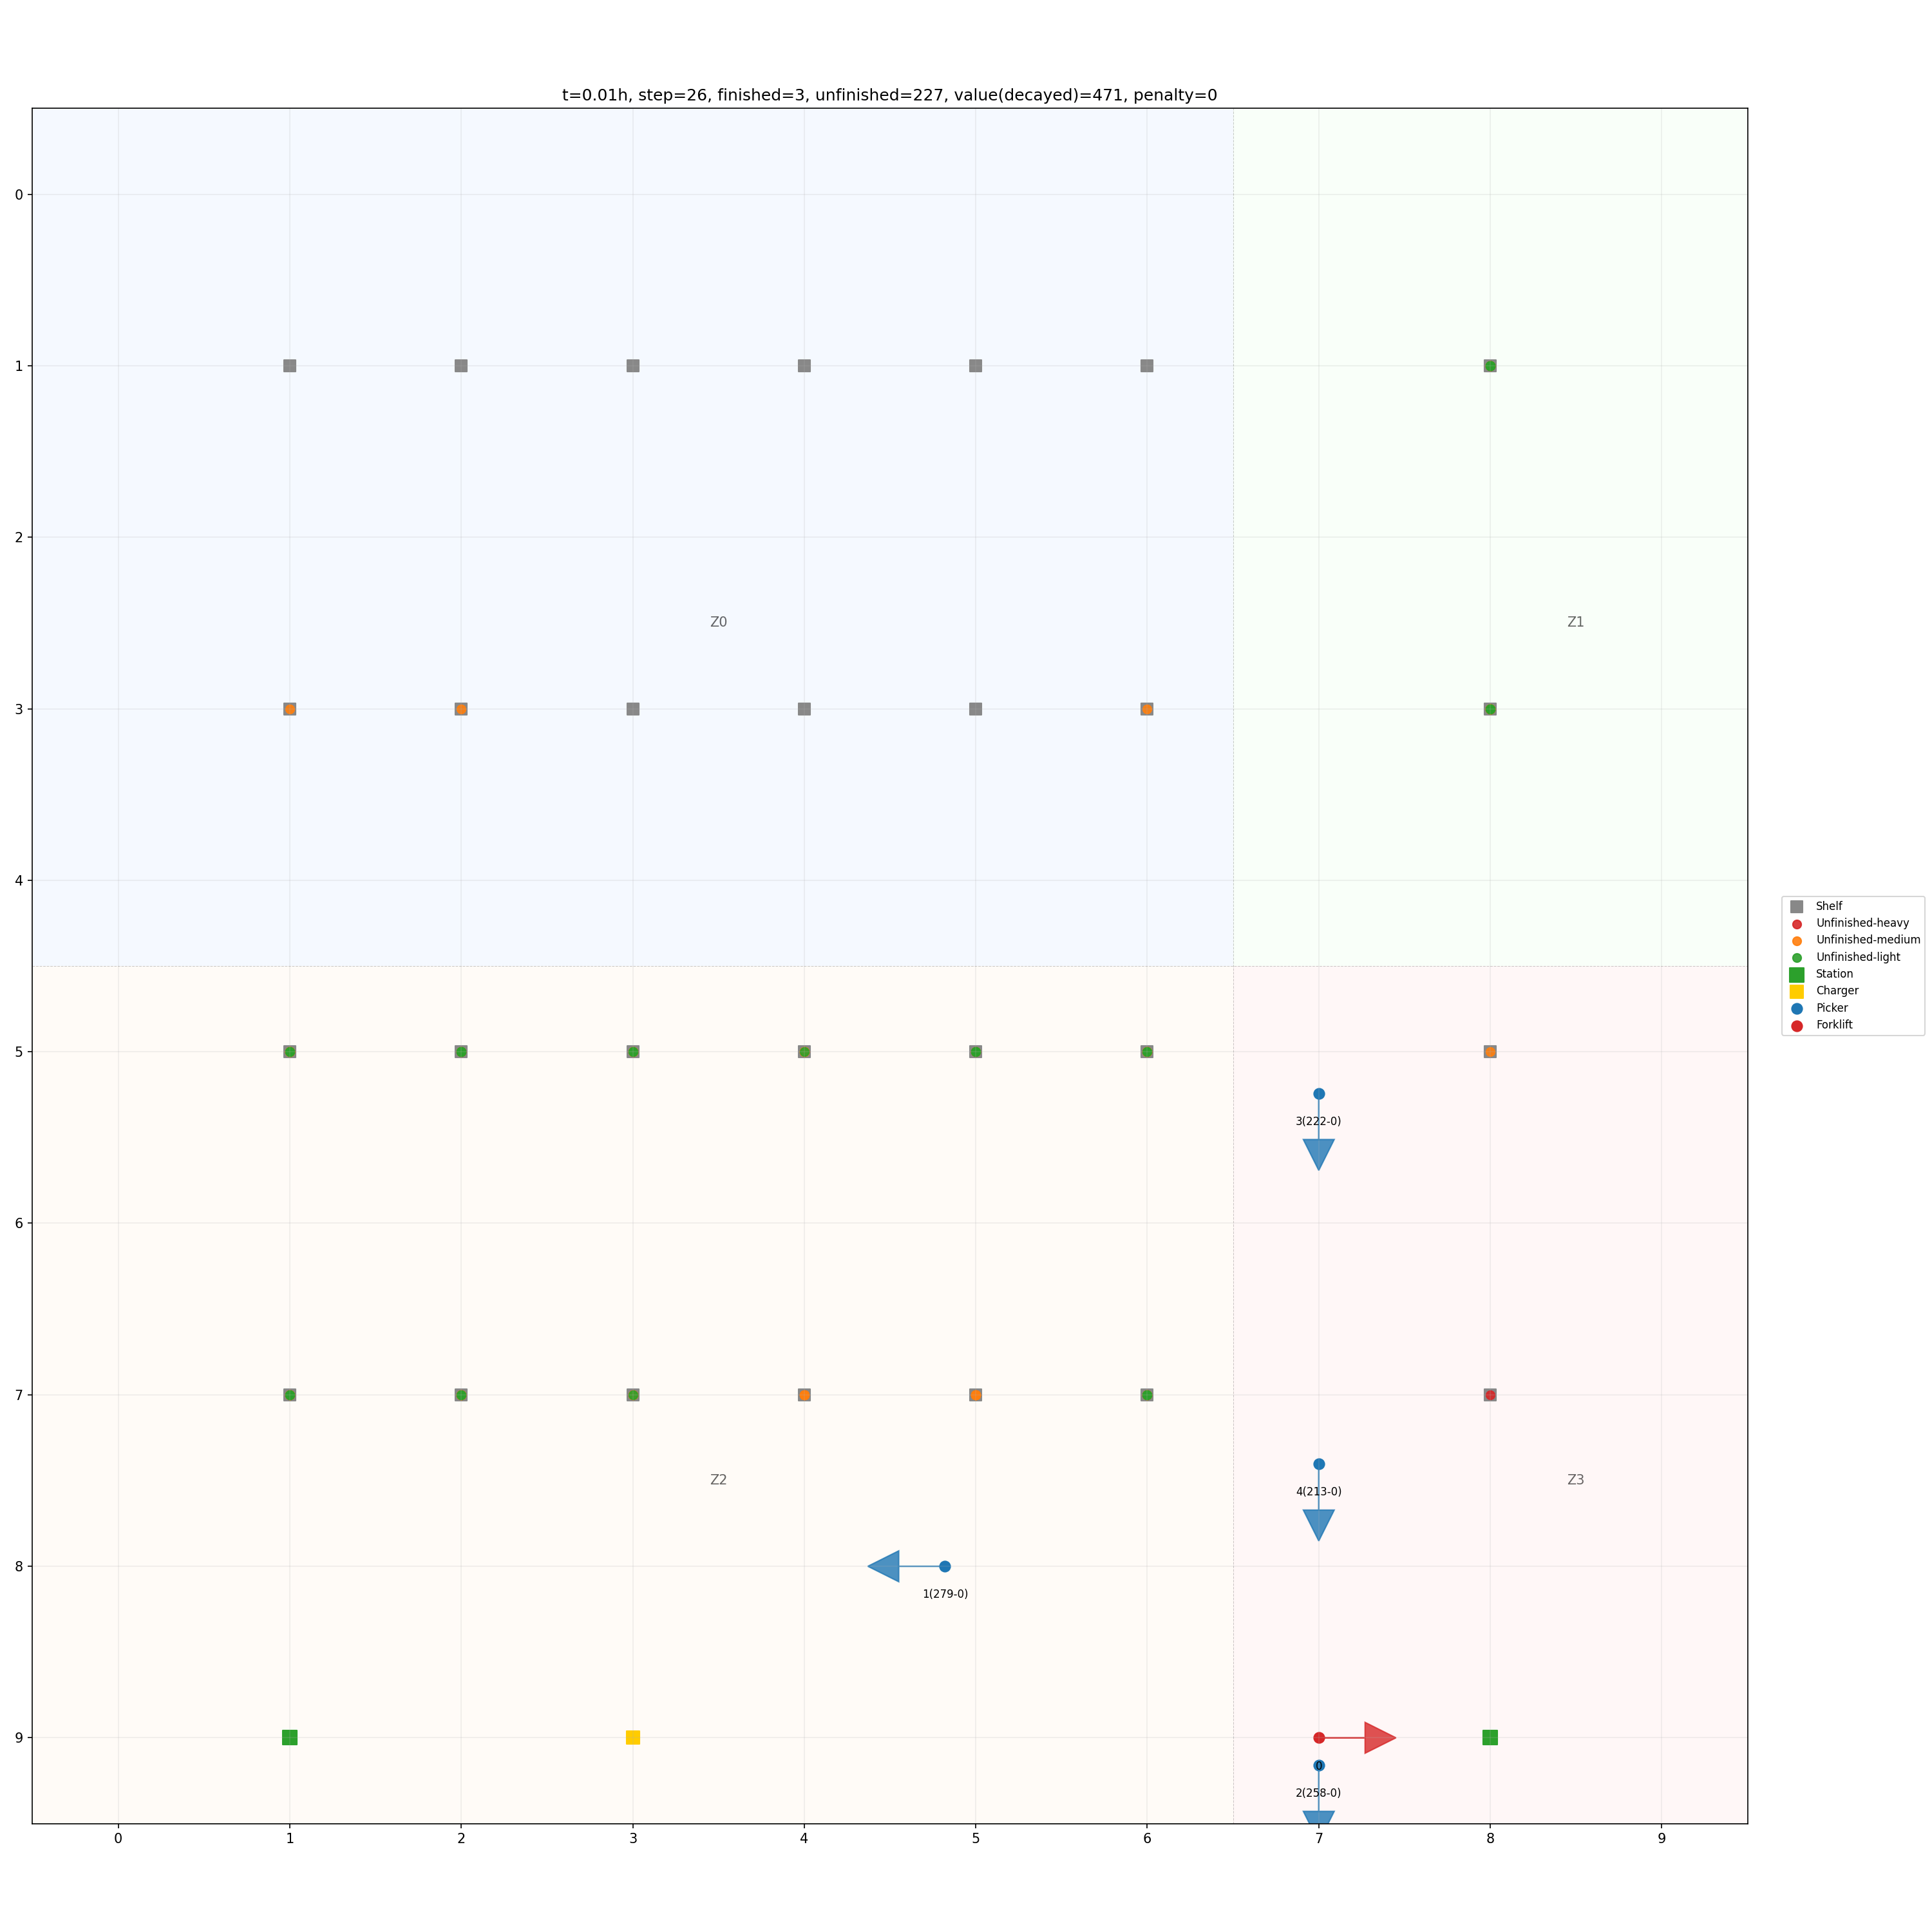 t=0.01h, step=26, finished=3, unfinished=227, value(decayed)=471, penalty=0
0
1
2
Z0
Z1
3
4
Shelf
Unfinished-heavy
Unfinished-medium
Unfinished-light
Station
Charger
Picker
Forklift
5
3(222-0)
6
7
Z2
Z3
4(213-0)
8
1(279-0)
9
0
2(258-0)
0 1 2 3 4 5 6 7 8 9